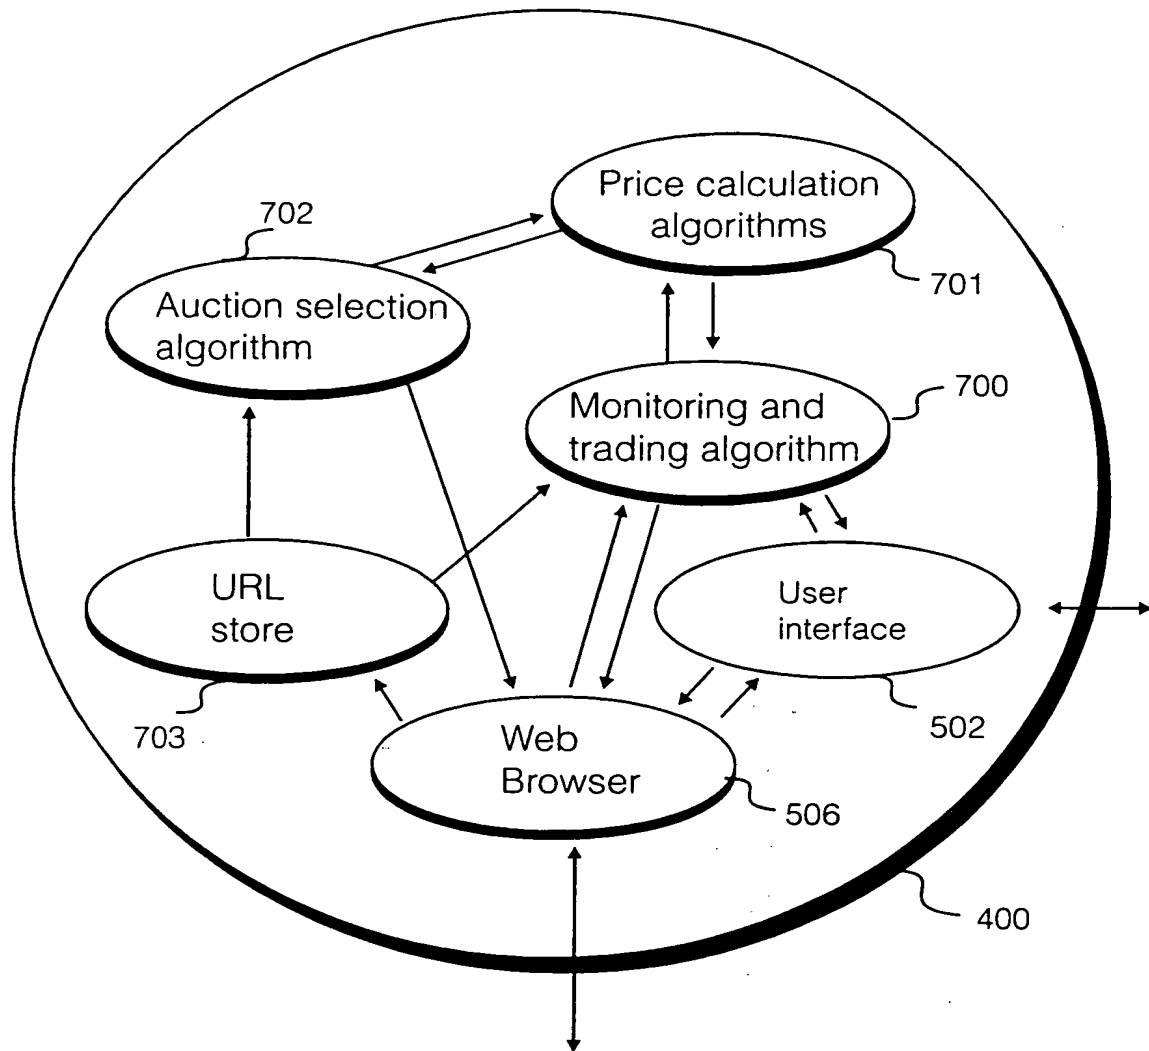 Price calculation
algorithms
702
701
Auction selection
algorithm
700
Monitoring and
trading algorithm
URL
store
User
interface
703
502
Web
Browser
506
400